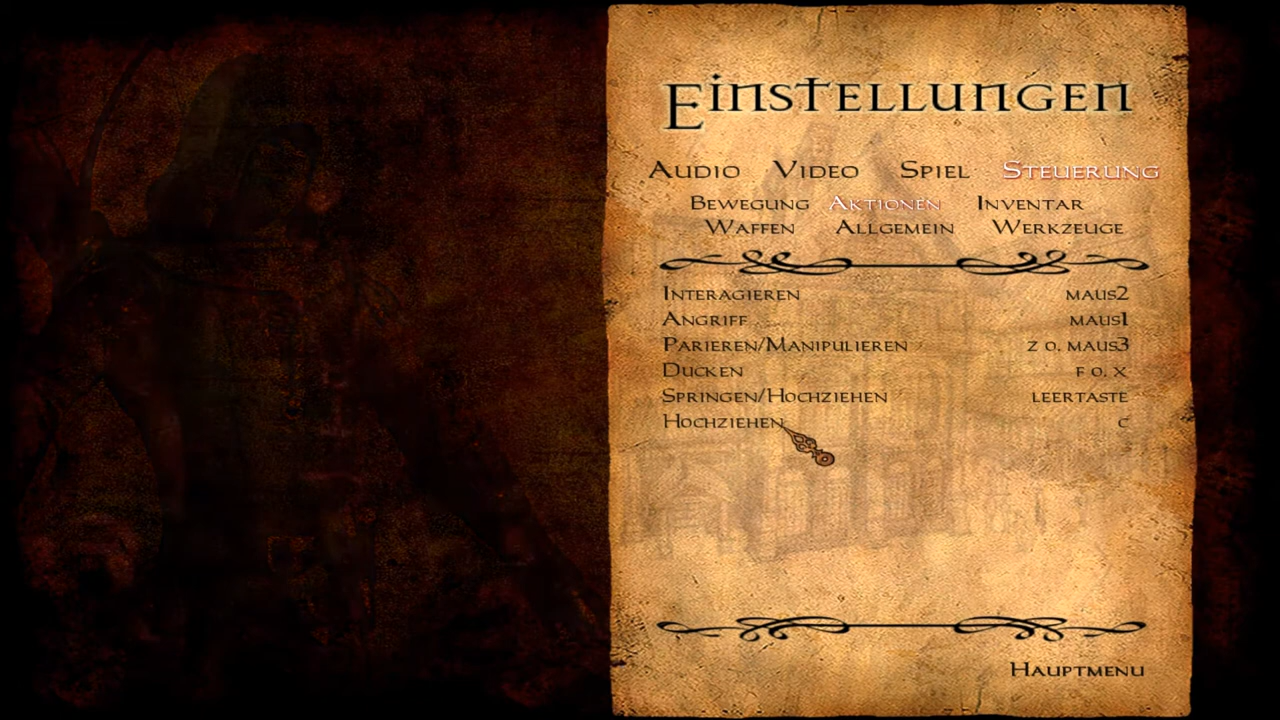 Einstellungen
Audio Video Spiel Steuerung
Bewegung Aktionen Inventar
Waffen Allgemein Werkzeuge
Interagieren maus2
Angriff maus1
Parieren/Manipulieren z o. maus3
Ducken f o. x
Springen/Hochziehen leertaste
Hochziehen c
Hauptmenu